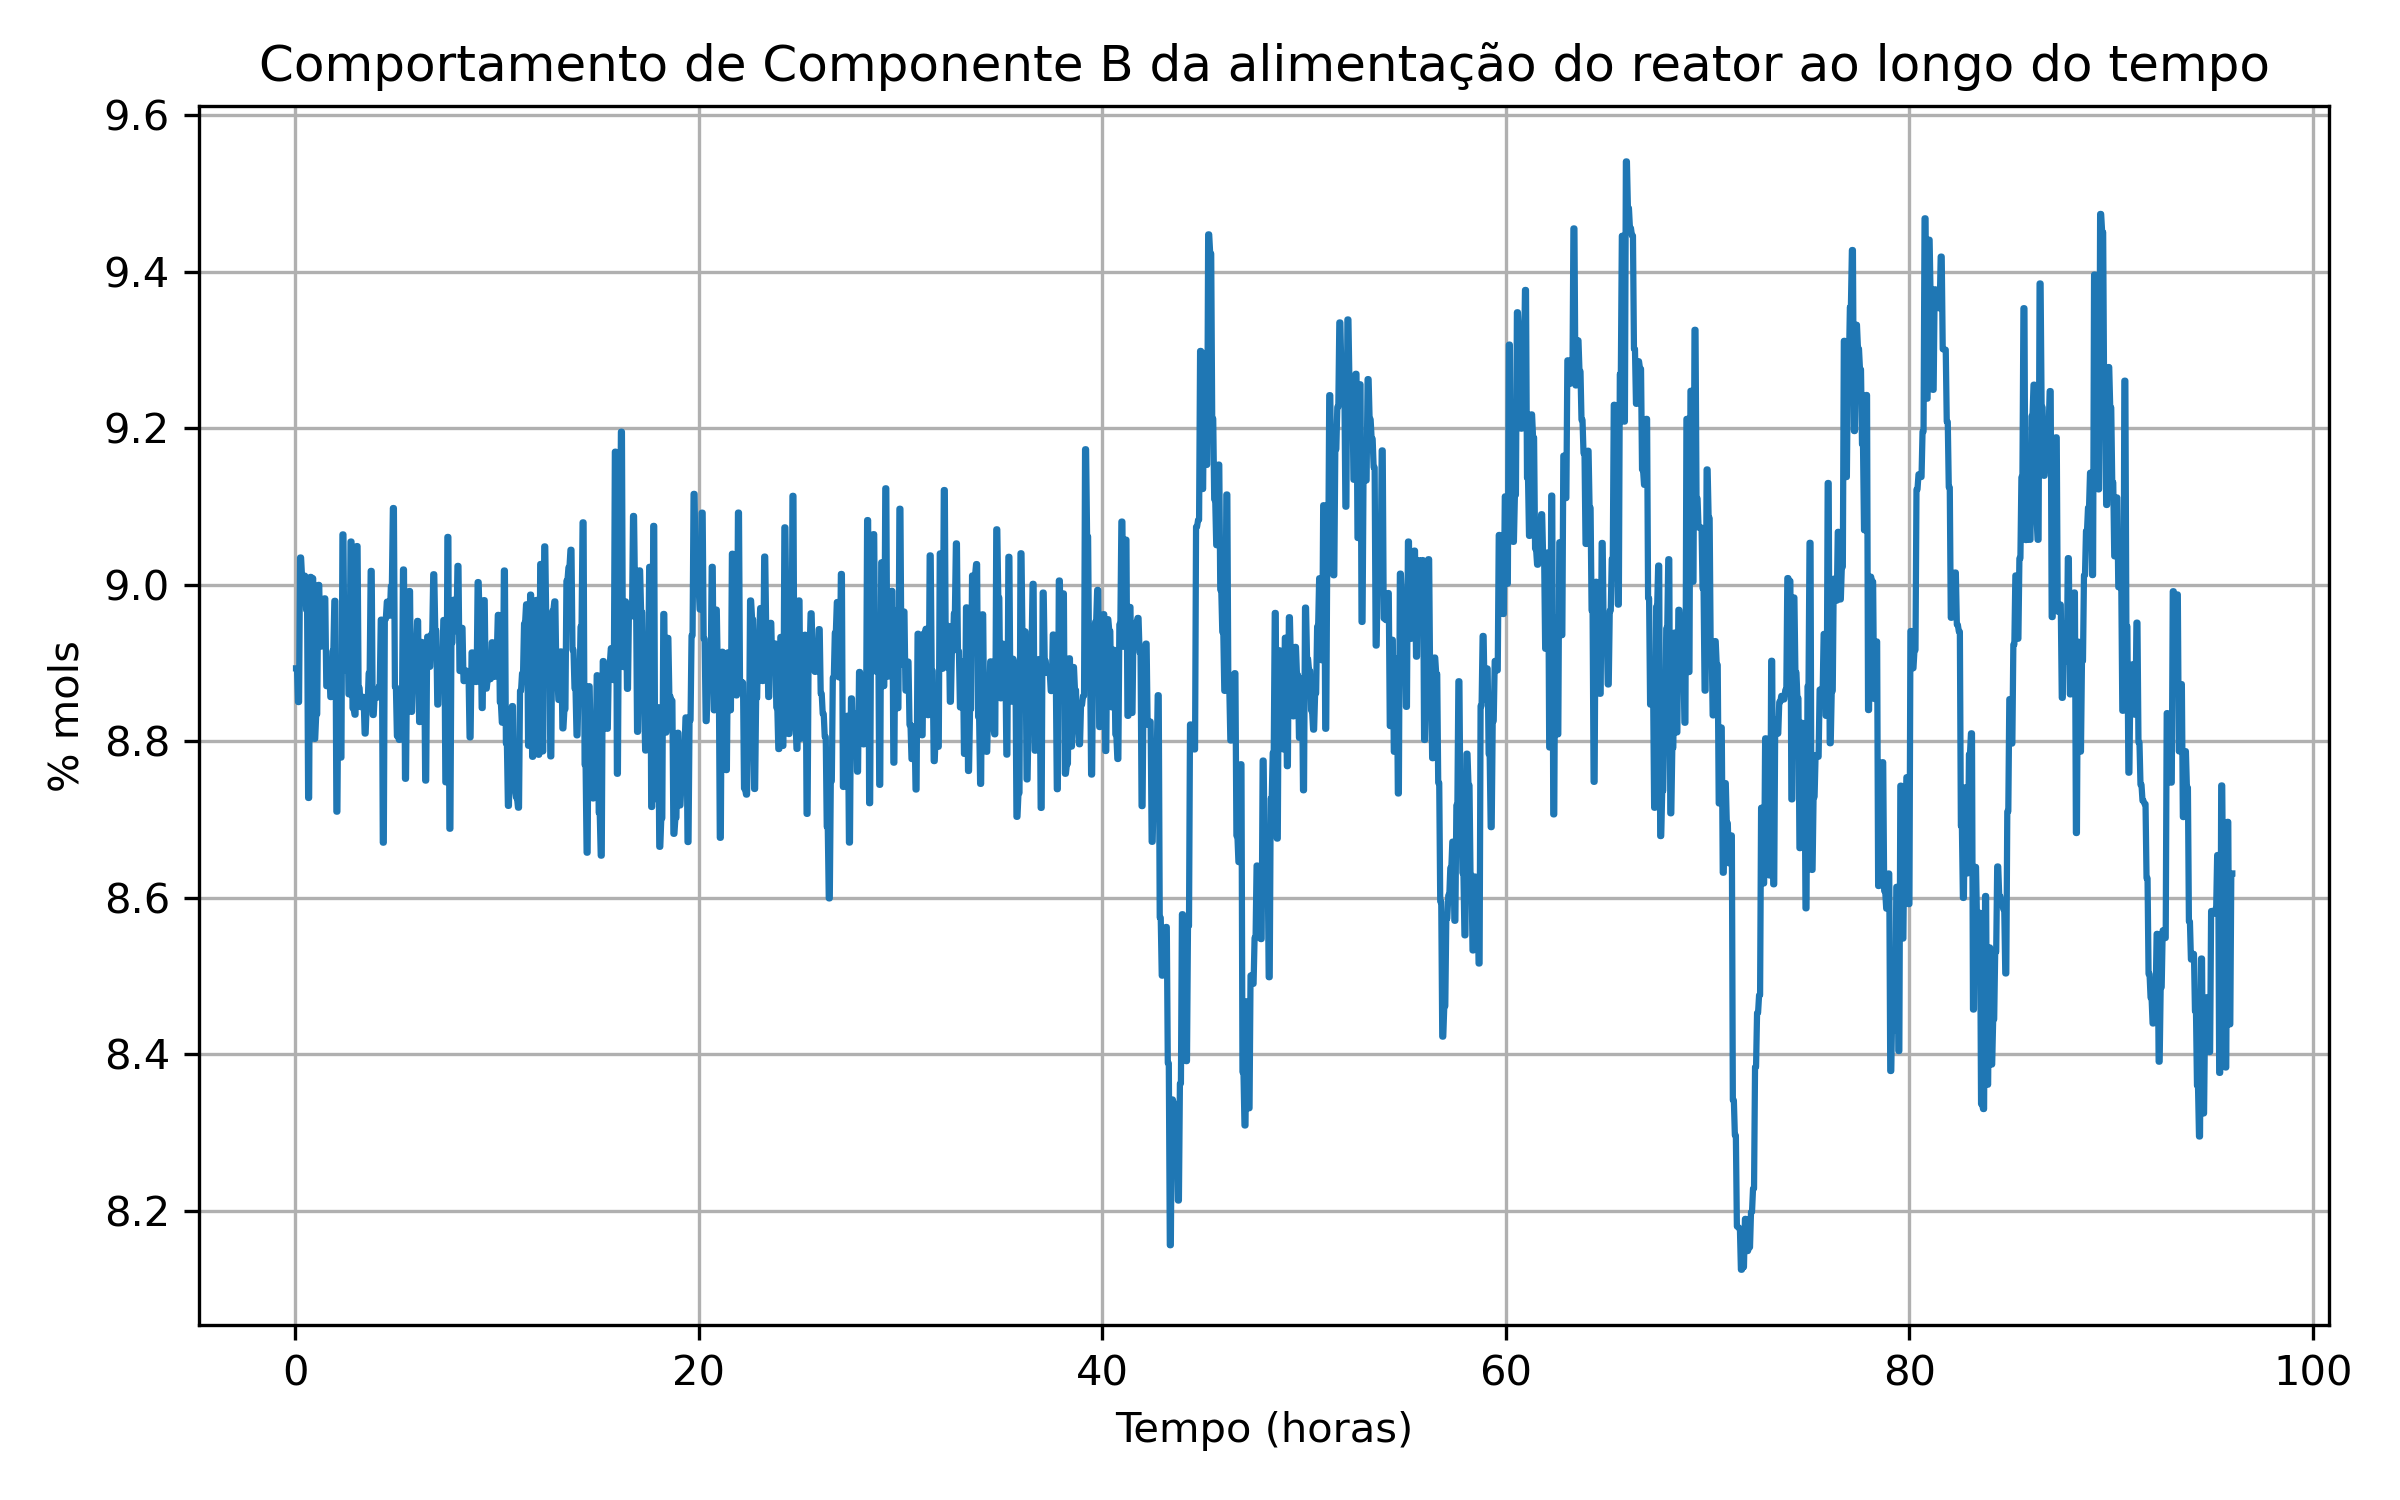 Comportamento de Componente B da alimentação do reator ao longo do tempo
% mols
9.6
9.4
9.2
9.0
8.8
8.6
8.4
8.2
0 20 40 60 80 100
Tempo (horas)